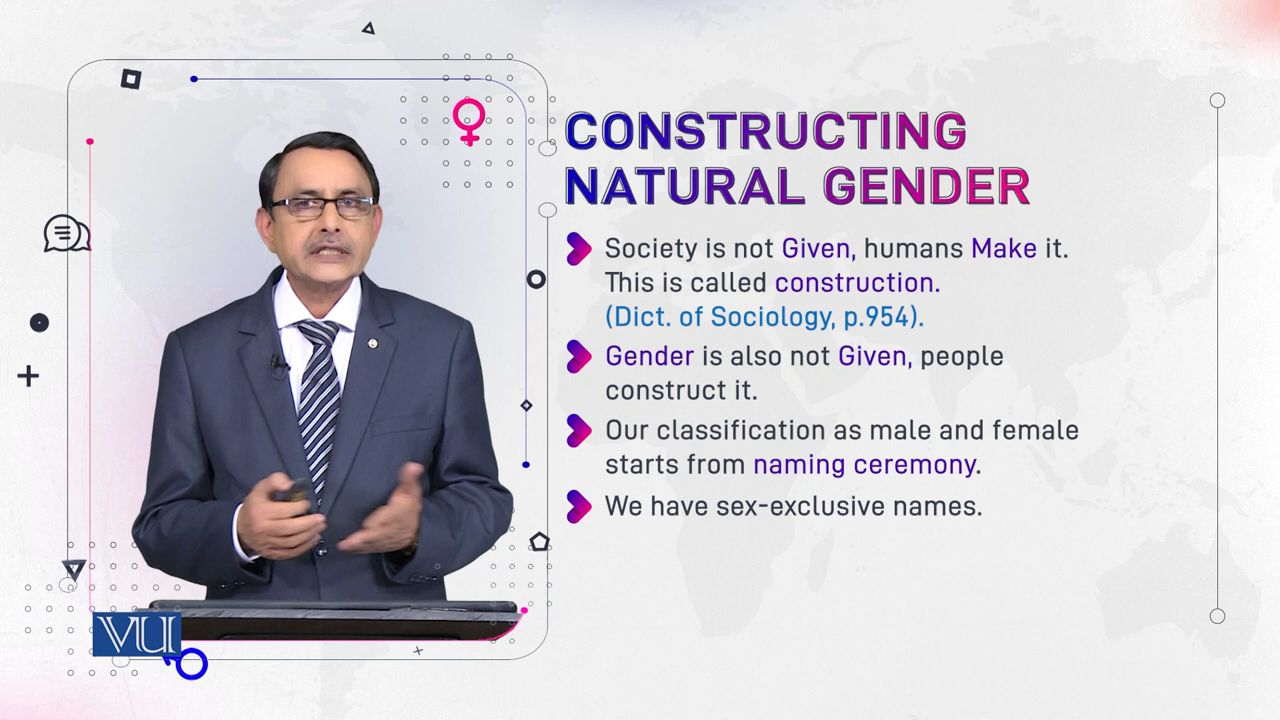 CONSTRUCTING
NATURAL GENDER
Society is not Given, humans Make it.
This is called construction.
(Dict. of Sociology, p.954).
Gender is also not Given, people
construct it.
Our classification as male and female
starts from naming ceremony.
We have sex-exclusive names.
VU